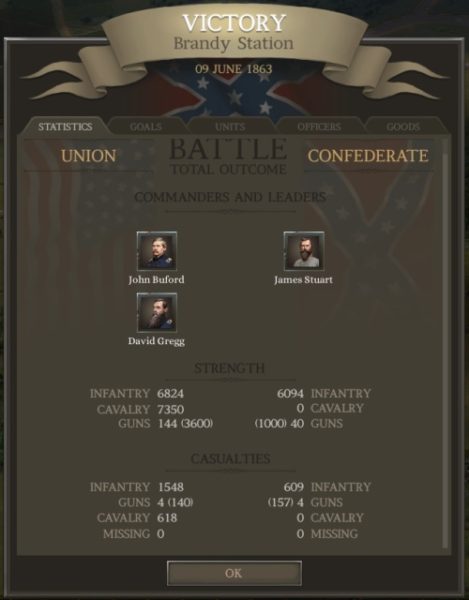 VICTORY
Brandy Station
09 JUNE 1863
STATISTICS GOALS UNITS OFFICERS GOODS
BATTLE
UNION TOTAL OUTCOME CONFEDERATE
COMMANDERS AND LEADERS
John Buford James Stuart
David Gregg
STRENGTH
INFANTRY 6824 6094 INFANTRY
CAVALRY 7350 0 CAVALRY
GUNS 144 (3600) (1000) 40 GUNS
CASUALTIES
INFANTRY 1548 609 INFANTRY
GUNS 4 (140) (157) 4 GUNS
CAVALRY 618 0 CAVALRY
MISSING 0 0 MISSING
OK